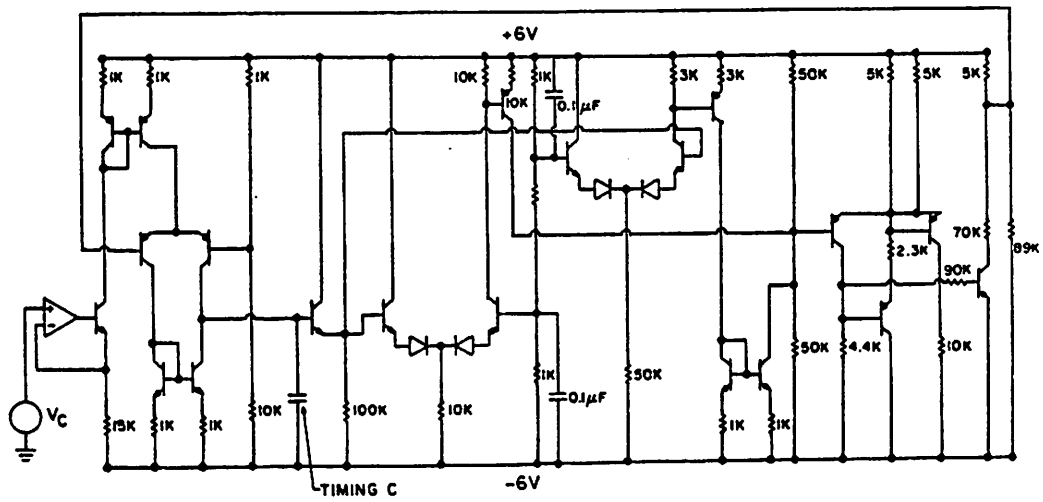 +6V
1K 1K 1K 10K 10K 1K 0.1µF 3K 3K 50K 5K 5K 5K
2.3K 70K 89K
90K
VC 15K 1K 1K 10K 100K 10K 1K 0.1µF 50K 1K 1K 50K 4.4K 10K
TIMING C
-6V